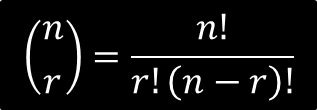 (n r) = n! / r! (n − r)!